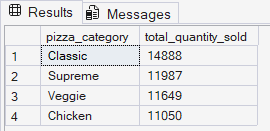 Results Messages
pizza_category total_quantity_sold
1 Classic 14888
2 Supreme 11987
3 Veggie 11649
4 Chicken 11050